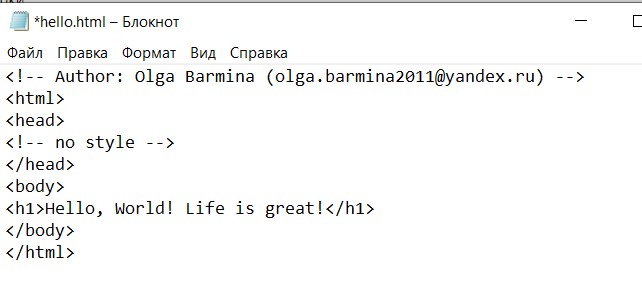 *hello.html – Блокнот
Файл Правка Формат Вид Справка
<!-- Author: Olga Barmina (olga.barmina2011@yandex.ru) -->
<html>
<head>
<!-- no style -->
</head>
<body>
<h1>Hello, World! Life is great!</h1>
</body>
</html>